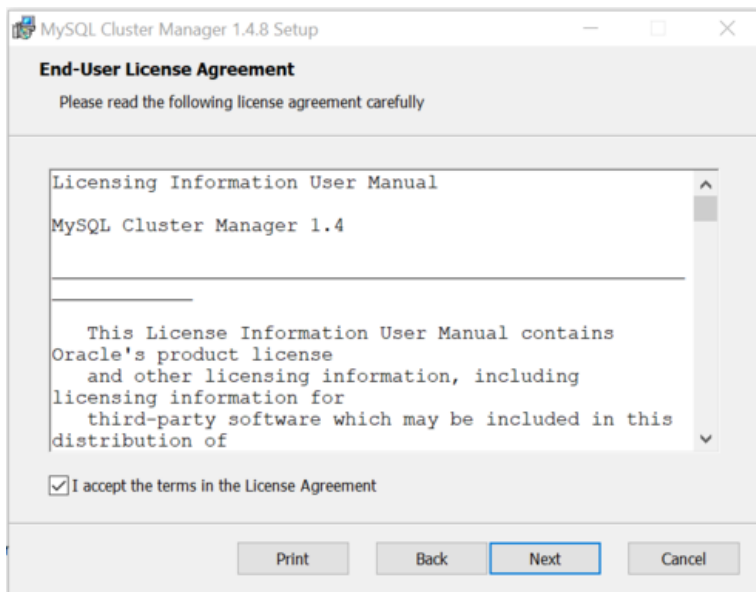 MySQL Cluster Manager 1.4.8 Setup
End-User License Agreement
Please read the following license agreement carefully
Licensing Information User Manual
MySQL Cluster Manager 1.4
This License Information User Manual contains
Oracle's product license
and other licensing information, including
licensing information for
third-party software which may be included in this
distribution of
I accept the terms in the License Agreement
Print Back Next Cancel